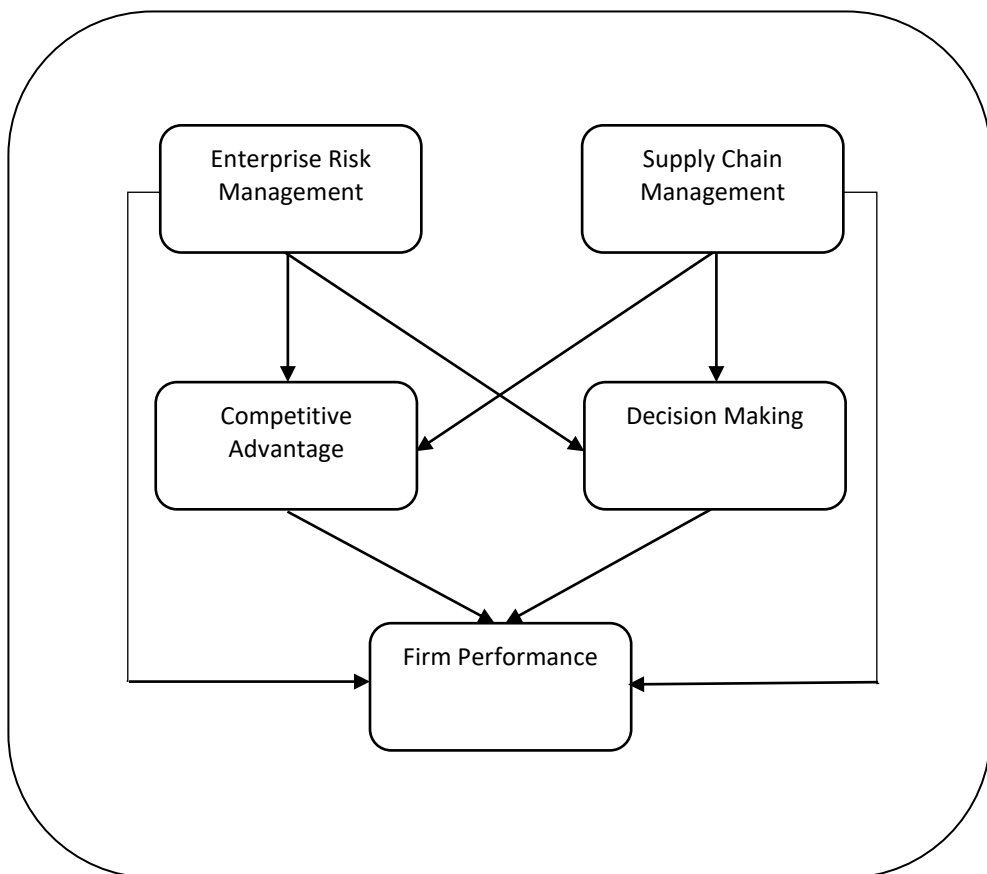 Enterprise Risk
Management
Supply Chain
Management
Competitive
Advantage
Decision Making
Firm Performance